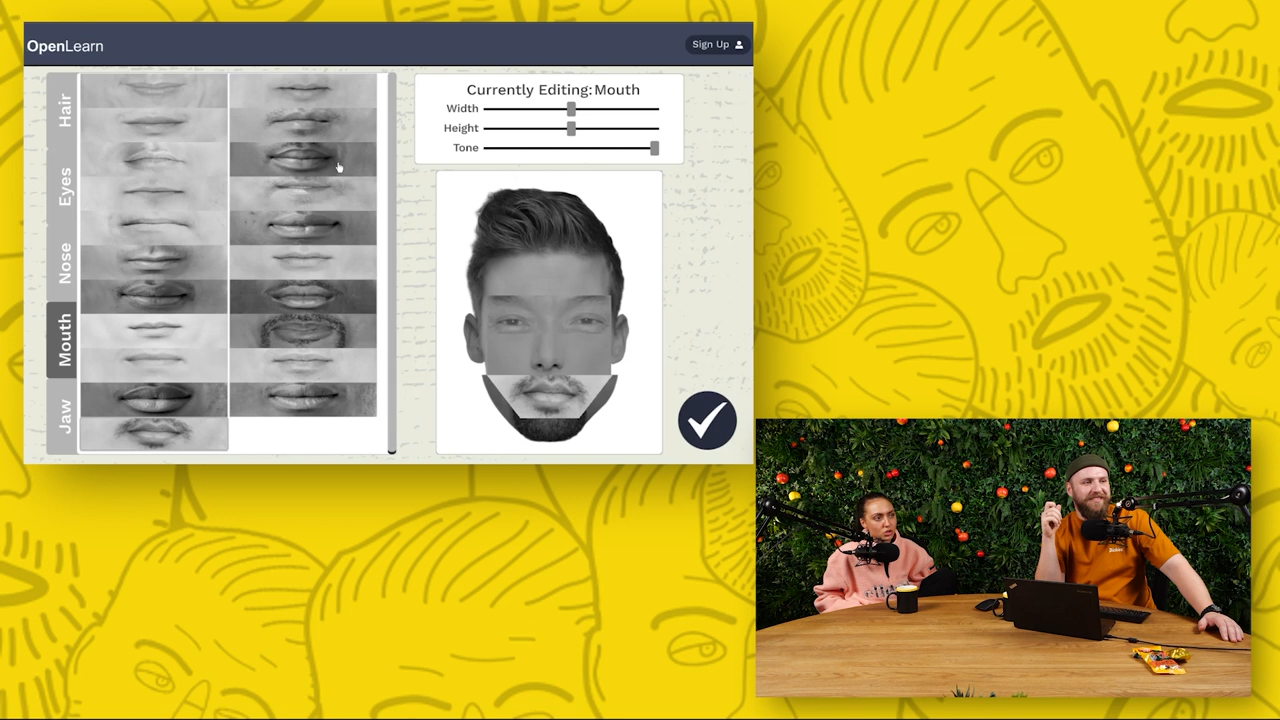 OpenLearn
Sign Up
Hair
Eyes
Nose
Mouth
Jaw
Currently Editing: Mouth
Width
Height
Tone